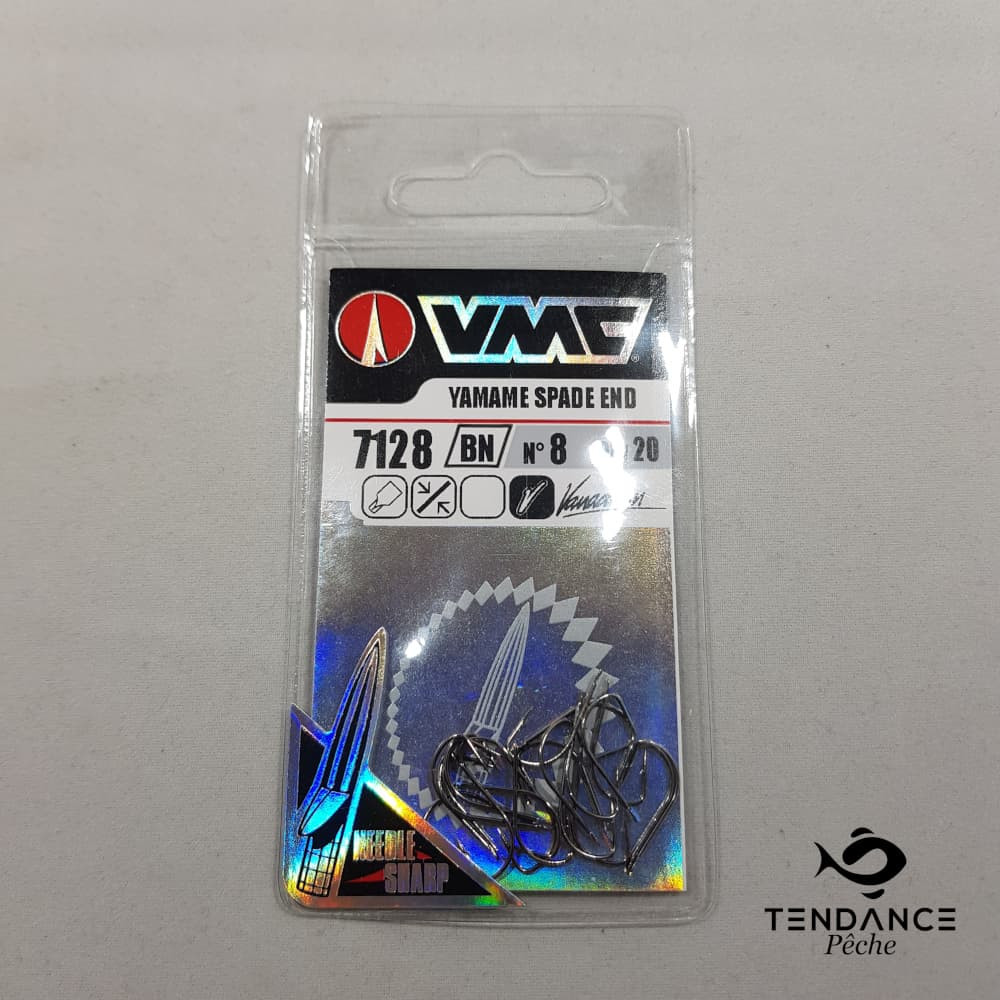 VMC®
YAMAME SPADE END
7128 BN N° 8 20
NEEDLE
SHARP
TENDANCE
Pêche